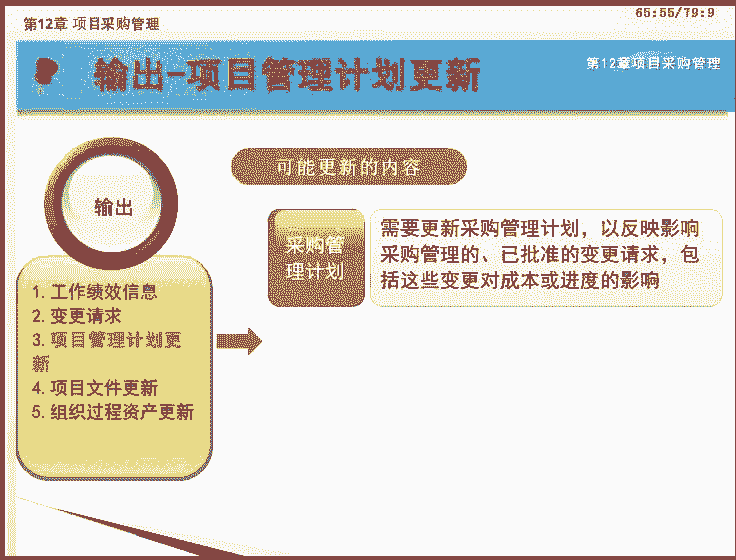 第12章 项目采购管理
65:55/79:9
输出-项目管理计划更新
第12章项目采购管理
可能更新的内容
输出
采购管
理计划
需要更新采购管理计划，以反映影响
采购管理的、已批准的变更请求，包
括这些变更对成本或进度的影响
1. 工作绩效信息
2. 变更请求
3. 项目管理计划更
新
4. 项目文件更新
5. 组织过程资产更新